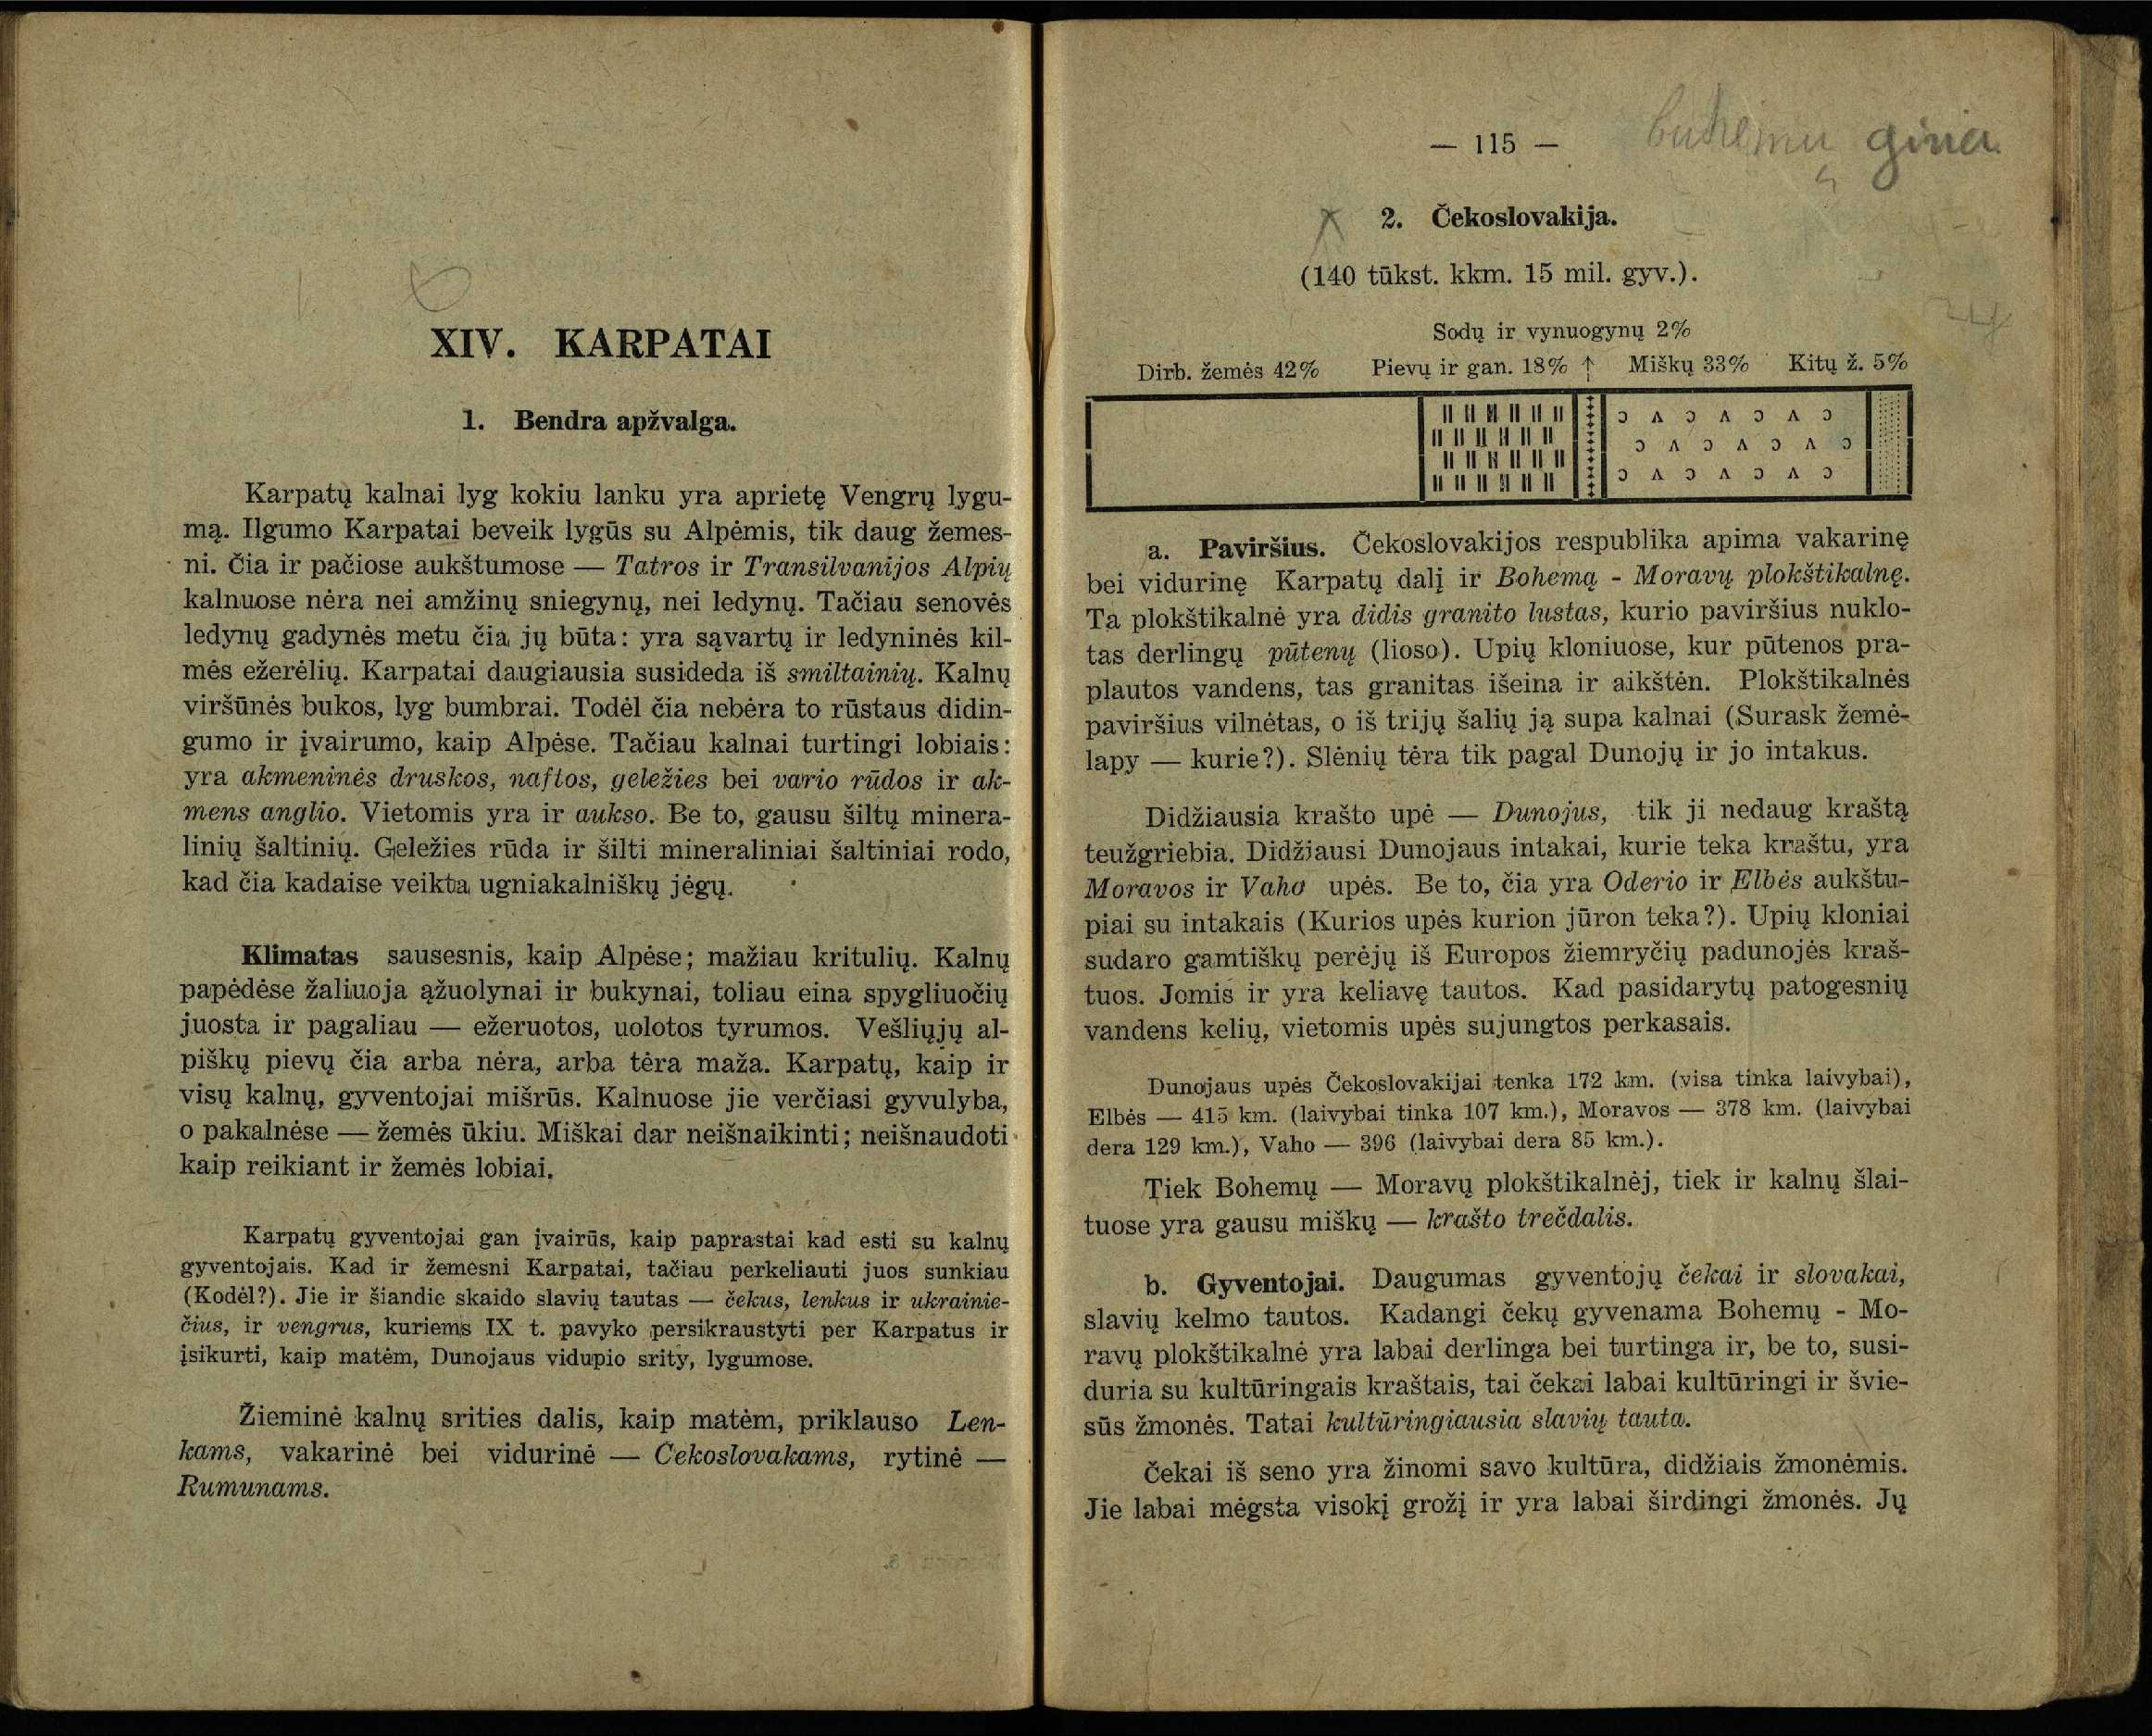 XIV. KARPATAI
1. Bendra apžvalga.
Karpatų kalnai lyg kokiu lanku yra aprietę Vengrų lygu-
mą. Ilgumo Karpatai beveik lygūs su Alpėmis, tik daug žemes-
ni. Čia ir pačiose aukštumose — Tatros ir Transilvanijos Alpių
kalnuose nėra nei amžinų sniegynų, nei ledynų. Tačiau senovės
ledynų gadynės metu čia jų būta: yra sąvartų ir ledyninės kil-
mės ežerėlių. Karpatai daugiausia susideda iš smiltainių. Kalnų
viršūnės bukos, lyg bumbrai. Todėl čia nebėra to rūstaus didin-
gumo ir įvairumo, kaip Alpėse. Tačiau kalnai turtingi lobiais:
yra akmeninės druskos, naftos, geležies bei vario rūdos ir ak-
mens anglio. Vietomis yra ir aukso. Be to, gausu šiltų minera-
linių šaltinių. Geležies rūda ir šilti mineraliniai šaltiniai rodo,
kad čia kadaise veikta ugniakalniškų jėgų.
Klimatas sausesnis, kaip Alpėse; mažiau kritulių. Kalnų
papėdėse žaliuoja ąžuolynai ir bukynai, toliau eina spygliuočių
juosta ir pagaliau — ežeruotos, uolotos tyrumos. Vešliųjų al-
piškų pievų čia arba nėra, arba tėra maža. Karpatų, kaip ir
visų kalnų, gyventojai mišrūs. Kalnuose jie verčiasi gyvulyba,
o pakalnėse — žemės ūkiu. Miškai dar neišnaikinti; neišnaudoti
kaip reikiant ir žemės lobiai.
Karpatų gyventojai gan įvairūs, kaip paprastai kad esti su kalnų
gyventojais. Kad ir žemesni Karpatai, tačiau perkeliauti juos sunkiau
(Kodėl?). Jie ir šiandie skaido slavių tautas — čekus, lenkus ir ukrainie-
čius, ir vengrus, kuriems IX t. pavyko persikraustyti per Karpatus ir
įsikurti, kaip matėm, Dunojaus vidupio srity, lygumose.
Žieminė kalnų srities dalis, kaip matėm, priklauso Len-
kams, vakarinė bei vidurinė — Čekoslovakams, rytinė —
Rumunams.
— 115 —
giria
2. Čekoslovakija.
(140 tūkst. kkm. 15 mil. gyv.).
Sodų ir vynuogynų 2%
Dirb. žemės 42% Pievų ir gan. 18% ↑ Miškų 33% Kitų ž. 5%
a. Paviršius. Čekoslovakijos respublika apima vakarinę
bei vidurinę Karpatų dalį ir Bohemą - Moravų plokštikalnę.
Ta plokštikalnė yra didis granito lustas, kurio paviršius nuklo-
tas derlingų pūtenų (lioso). Upių kloniuose, kur pūtenos pra-
plautos vandens, tas granitas išeina ir aikštėn. Plokštikalnės
paviršius vilnėtas, o iš trijų šalių ją supa kalnai (Surask žemė-
lapy — kurie?). Slėnių tėra tik pagal Dunojų ir jo intakus.
Didžiausia krašto upė — Dunojus, tik ji nedaug kraštą
teužgriebia. Didžiausi Dunojaus intakai, kurie teka kraštu, yra
Moravos ir Vaho upės. Be to, čia yra Oderio ir Elbės aukštu-
piai su intakais (Kurios upės kurion jūron teka?). Upių kloniai
sudaro gamtiškų perėjų iš Europos žiemryčių padunojės kraš-
tuos. Jomis ir yra keliavę tautos. Kad pasidarytų patogesnių
vandens kelių, vietomis upės sujungtos perkasais.
Dunojaus upės Čekoslovakijai tenka 172 km. (visa tinka laivybai),
Elbės — 415 km. (laivybai tinka 107 km.), Moravos — 378 km. (laivybai
dera 129 km.), Vaho — 396 (laivybai dera 85 km.).
Tiek Bohemų — Moravų plokštikalnėj, tiek ir kalnų šlai-
tuose yra gausu miškų — krašto trečdalis.
b. Gyventojai. Daugumas gyventojų čekai ir slovakai,
slavių kelmo tautos. Kadangi čekų gyvenama Bohemų - Mo-
ravų plokštikalnė yra labai derlinga bei turtinga ir, be to, susi-
duria su kultūringais kraštais, tai čekai labai kultūringi ir švie-
sūs žmonės. Tatai kultūringiausia slavių tauta.
Čekai iš seno yra žinomi savo kultūra, didžiais žmonėmis.
Jie labai mėgsta visokį grožį ir yra labai širdingi žmonės. Jų